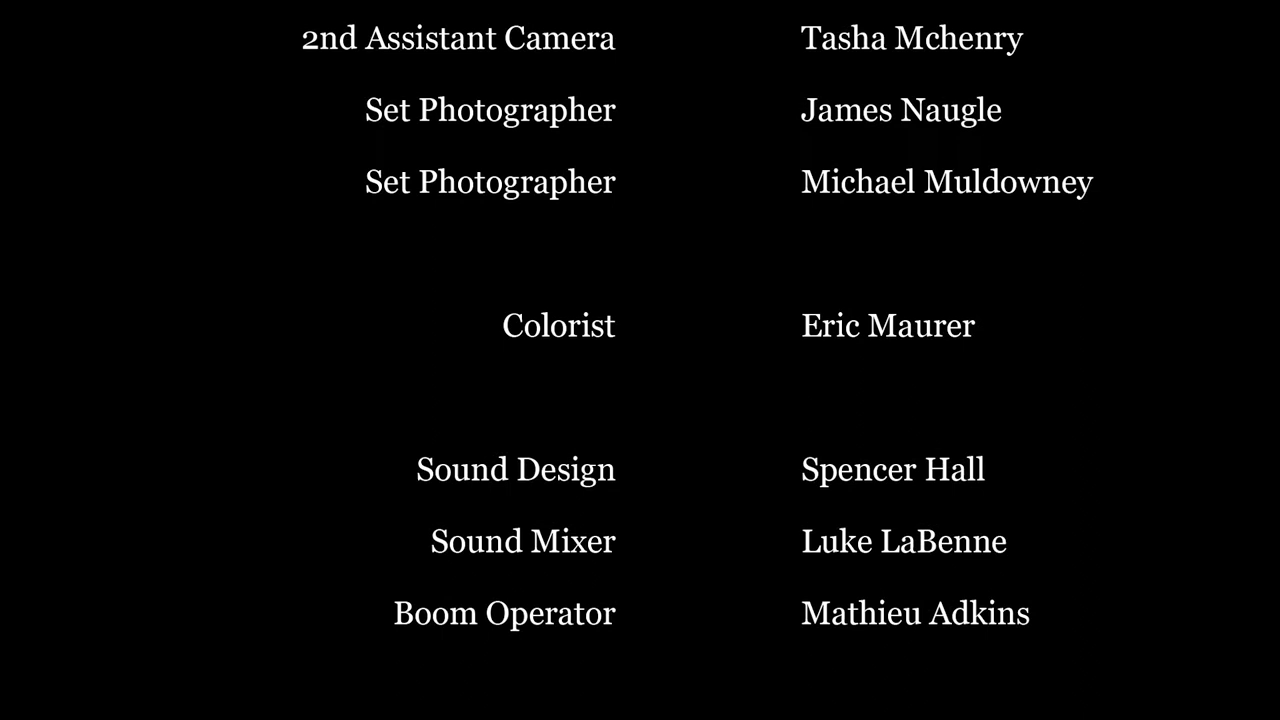 2nd Assistant Camera Tasha Mchenry
Set Photographer James Naugle
Set Photographer Michael Muldowney
Colorist Eric Maurer
Sound Design Spencer Hall
Sound Mixer Luke LaBenne
Boom Operator Mathieu Adkins